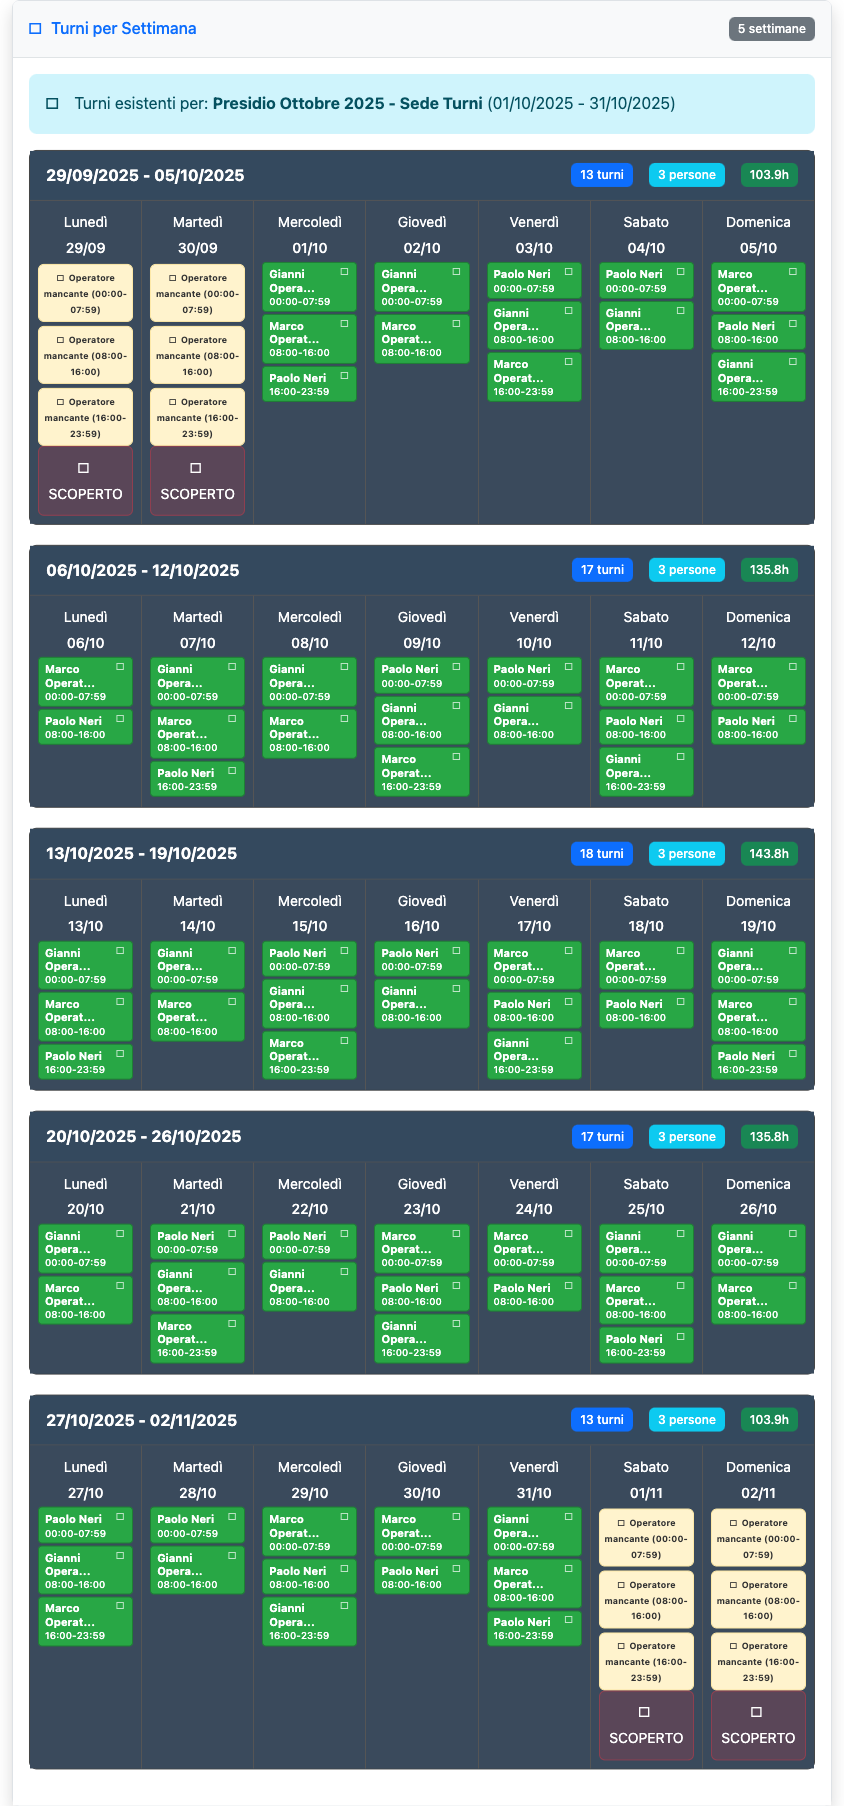 Turni per Settimana
5 settimane
Turni esistenti per: Presidio Ottobre 2025 - Sede Turni (01/10/2025 - 31/10/2025)
29/09/2025 - 05/10/2025
13 turni
3 persone
103.9h
Lunedì
29/09
Operatore
mancante (00:00-
07:59)
Operatore
mancante (08:00-
16:00)
Operatore
mancante (16:00-
23:59)
SCOPERTO
Martedì
30/09
Operatore
mancante (00:00-
07:59)
Operatore
mancante (08:00-
16:00)
Operatore
mancante (16:00-
23:59)
SCOPERTO
Mercoledì
01/10
Gianni
Opera...
00:00-07:59
Marco
Operat...
08:00-16:00
Paolo Neri
16:00-23:59
Giovedì
02/10
Gianni
Opera...
00:00-07:59
Marco
Operat...
08:00-16:00
Venerdì
03/10
Paolo Neri
00:00-07:59
Gianni
Opera...
08:00-16:00
Marco
Operat...
16:00-23:59
Sabato
04/10
Paolo Neri
00:00-07:59
Gianni
Opera...
08:00-16:00
Domenica
05/10
Marco
Operat...
00:00-07:59
Paolo Neri
08:00-16:00
Gianni
Opera...
16:00-23:59
06/10/2025 - 12/10/2025
17 turni
3 persone
135.8h
Lunedì
06/10
Marco
Operat...
00:00-07:59
Paolo Neri
08:00-16:00
Martedì
07/10
Gianni
Opera...
00:00-07:59
Marco
Operat...
08:00-16:00
Paolo Neri
16:00-23:59
Mercoledì
08/10
Gianni
Opera...
00:00-07:59
Marco
Operat...
08:00-16:00
Giovedì
09/10
Paolo Neri
00:00-07:59
Gianni
Opera...
08:00-16:00
Marco
Operat...
16:00-23:59
Venerdì
10/10
Paolo Neri
00:00-07:59
Gianni
Opera...
08:00-16:00
Sabato
11/10
Marco
Operat...
00:00-07:59
Paolo Neri
08:00-16:00
Gianni
Opera...
16:00-23:59
Domenica
12/10
Marco
Operat...
00:00-07:59
Paolo Neri
08:00-16:00
13/10/2025 - 19/10/2025
18 turni
3 persone
143.8h
Lunedì
13/10
Gianni
Opera...
00:00-07:59
Marco
Operat...
08:00-16:00
Paolo Neri
16:00-23:59
Martedì
14/10
Gianni
Opera...
00:00-07:59
Marco
Operat...
08:00-16:00
Mercoledì
15/10
Paolo Neri
00:00-07:59
Gianni
Opera...
08:00-16:00
Marco
Operat...
16:00-23:59
Giovedì
16/10
Paolo Neri
00:00-07:59
Gianni
Opera...
08:00-16:00
Venerdì
17/10
Marco
Operat...
00:00-07:59
Paolo Neri
08:00-16:00
Gianni
Opera...
16:00-23:59
Sabato
18/10
Marco
Operat...
00:00-07:59
Paolo Neri
08:00-16:00
Domenica
19/10
Gianni
Opera...
00:00-07:59
Marco
Operat...
08:00-16:00
Paolo Neri
16:00-23:59
20/10/2025 - 26/10/2025
17 turni
3 persone
135.8h
Lunedì
20/10
Gianni
Opera...
00:00-07:59
Marco
Operat...
08:00-16:00
Martedì
21/10
Paolo Neri
00:00-07:59
Gianni
Opera...
08:00-16:00
Marco
Operat...
16:00-23:59
Mercoledì
22/10
Paolo Neri
00:00-07:59
Gianni
Opera...
08:00-16:00
Giovedì
23/10
Marco
Operat...
00:00-07:59
Paolo Neri
08:00-16:00
Gianni
Opera...
16:00-23:59
Venerdì
24/10
Marco
Operat...
00:00-07:59
Paolo Neri
08:00-16:00
Sabato
25/10
Gianni
Opera...
00:00-07:59
Marco
Operat...
08:00-16:00
Paolo Neri
16:00-23:59
Domenica
26/10
Gianni
Opera...
00:00-07:59
Marco
Operat...
08:00-16:00
27/10/2025 - 02/11/2025
13 turni
3 persone
103.9h
Lunedì
27/10
Paolo Neri
00:00-07:59
Gianni
Opera...
08:00-16:00
Marco
Operat...
16:00-23:59
Martedì
28/10
Paolo Neri
00:00-07:59
Gianni
Opera...
08:00-16:00
Mercoledì
29/10
Marco
Operat...
00:00-07:59
Paolo Neri
08:00-16:00
Gianni
Opera...
16:00-23:59
Giovedì
30/10
Marco
Operat...
00:00-07:59
Paolo Neri
08:00-16:00
Venerdì
31/10
Gianni
Opera...
00:00-07:59
Marco
Operat...
08:00-16:00
Paolo Neri
16:00-23:59
Sabato
01/11
Operatore
mancante (00:00-
07:59)
Operatore
mancante (08:00-
16:00)
Operatore
mancante (16:00-
23:59)
SCOPERTO
Domenica
02/11
Operatore
mancante (00:00-
07:59)
Operatore
mancante (08:00-
16:00)
Operatore
mancante (16:00-
23:59)
SCOPERTO